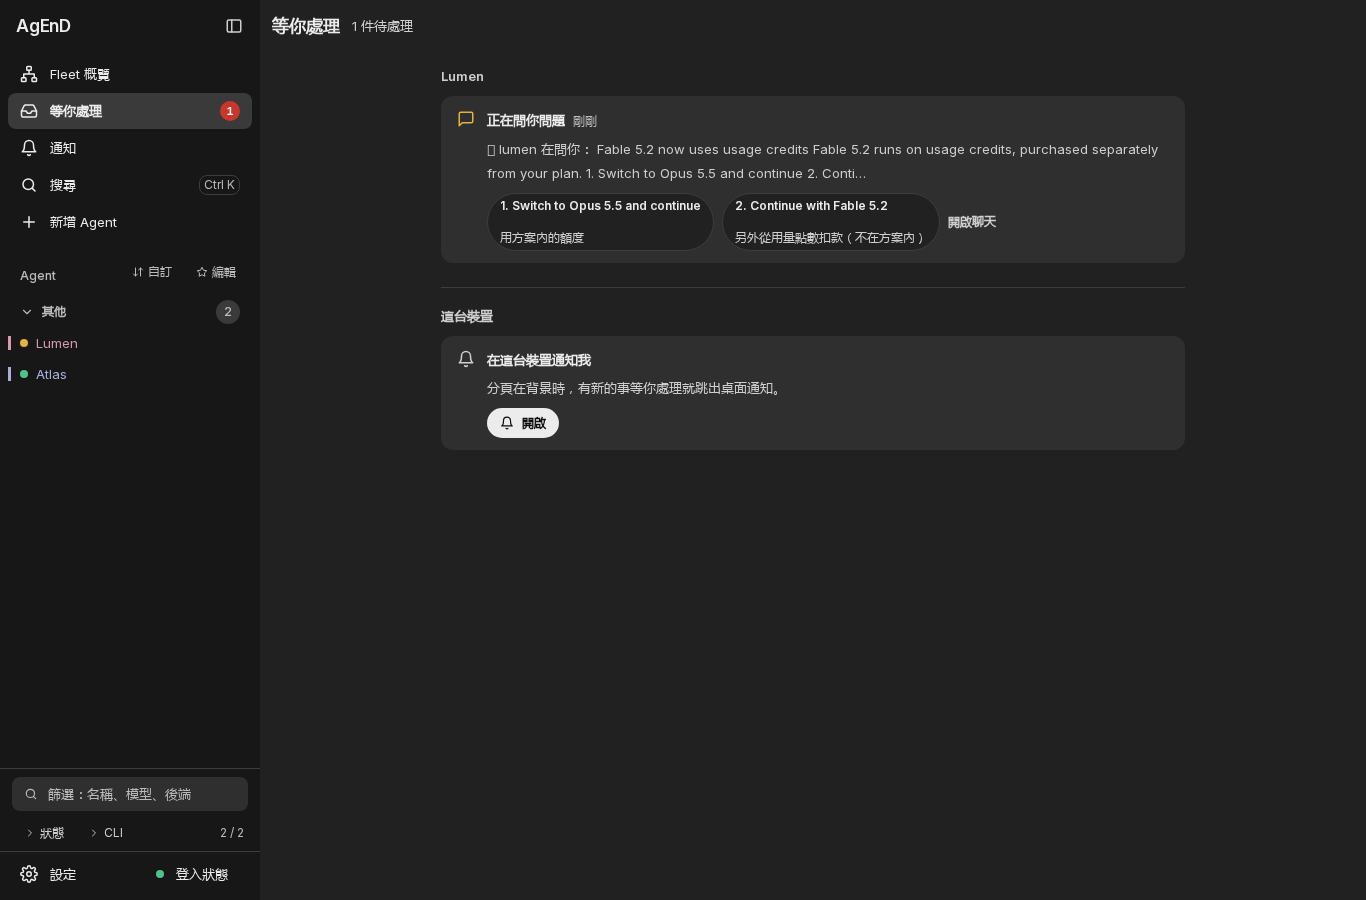 AgEnD
Fleet 概覽
等你處理 1
通知
搜尋 Ctrl K
新增 Agent
Agent 自訂 編輯
其他 2
Lumen
Atlas
篩選：名稱、模型、後端
狀態 CLI 2 / 2
設定 登入狀態
等你處理 1 件待處理
Lumen
正在問你問題 剛剛
lumen 在問你： Fable 5.2 now uses usage credits Fable 5.2 runs on usage credits, purchased separately
from your plan. 1. Switch to Opus 5.5 and continue 2. Conti…
1. Switch to Opus 5.5 and continue
用方案內的額度
2. Continue with Fable 5.2
另外從用量點數扣款（不在方案內）
開啟聊天
這台裝置
在這台裝置通知我
分頁在背景時，有新的事等你處理就跳出桌面通知。
開啟